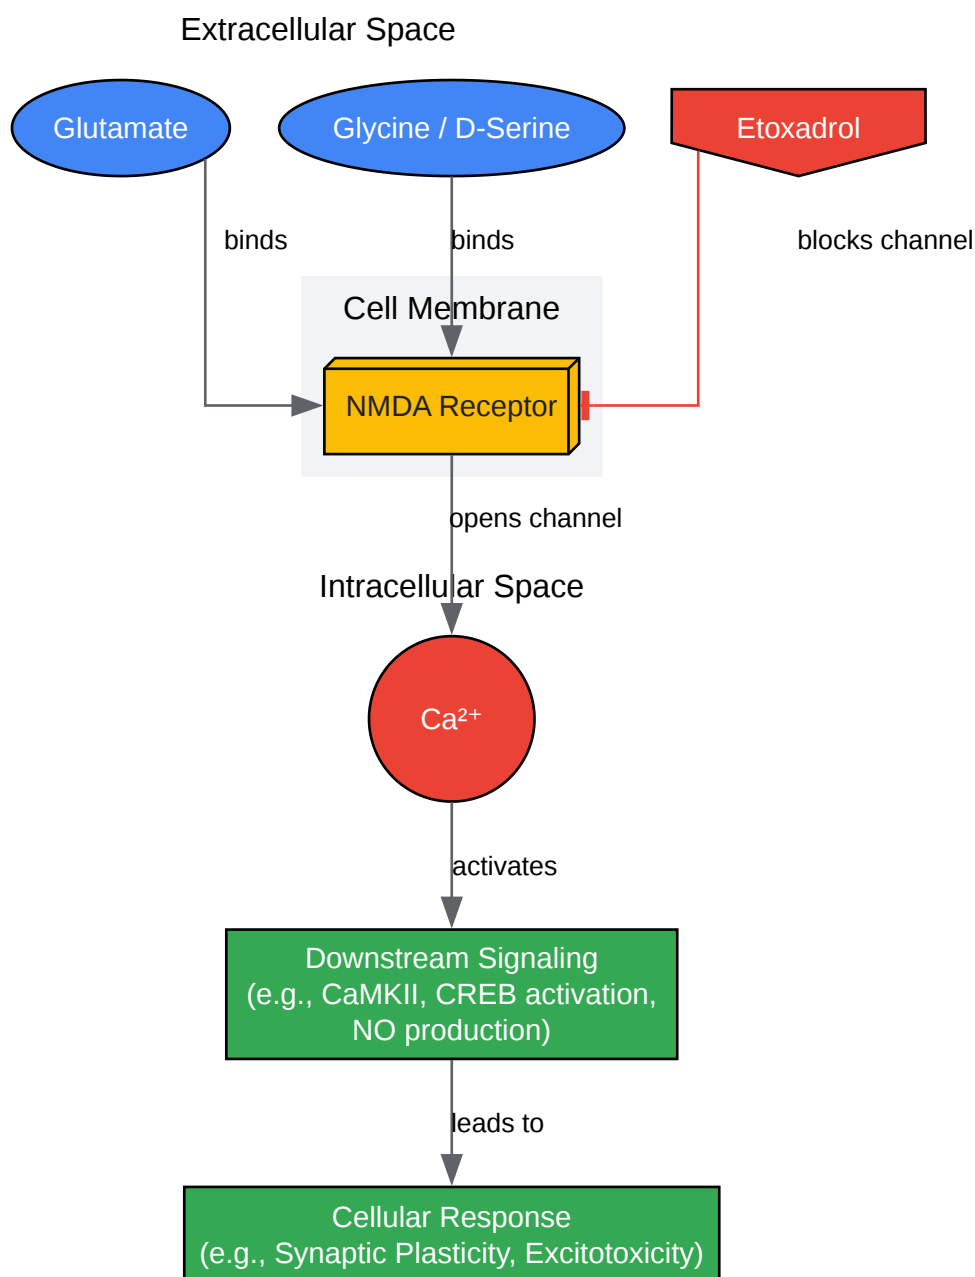 Extracellular Space
Glutamate
Glycine / D-Serine
Etoxadrol
binds
binds
blocks channel
Cell Membrane
NMDA Receptor
opens channel
Intracellular Space
Ca²⁺
activates
Downstream Signaling
(e.g., CaMKII, CREB activation,
NO production)
leads to
Cellular Response
(e.g., Synaptic Plasticity, Excitotoxicity)